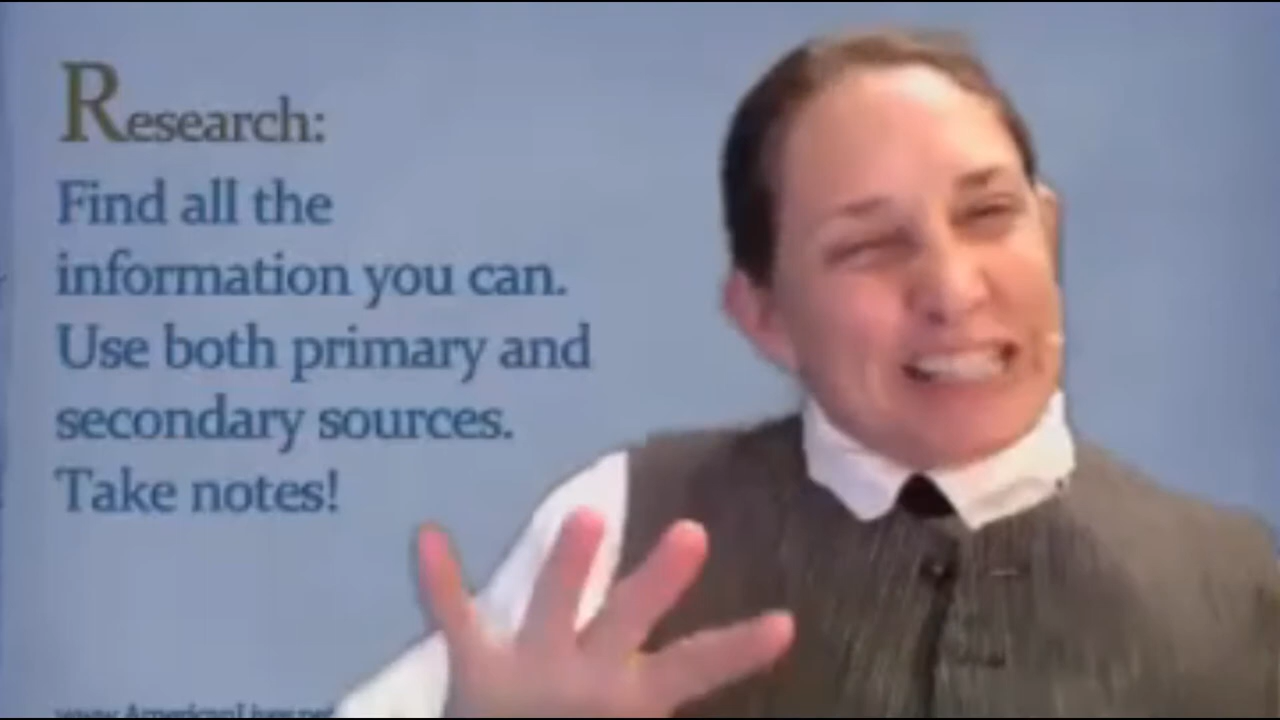 Research:
Find all the
information you can.
Use both primary and
secondary sources.
Take notes!